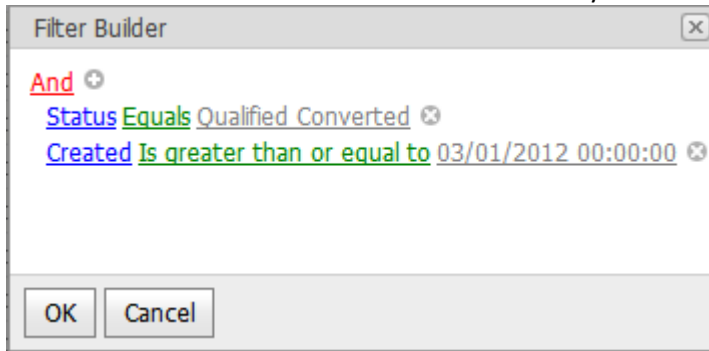 Filter Builder
And
Status Equals Qualified Converted
Created Is greater than or equal to 03/01/2012 00:00:00
OK Cancel